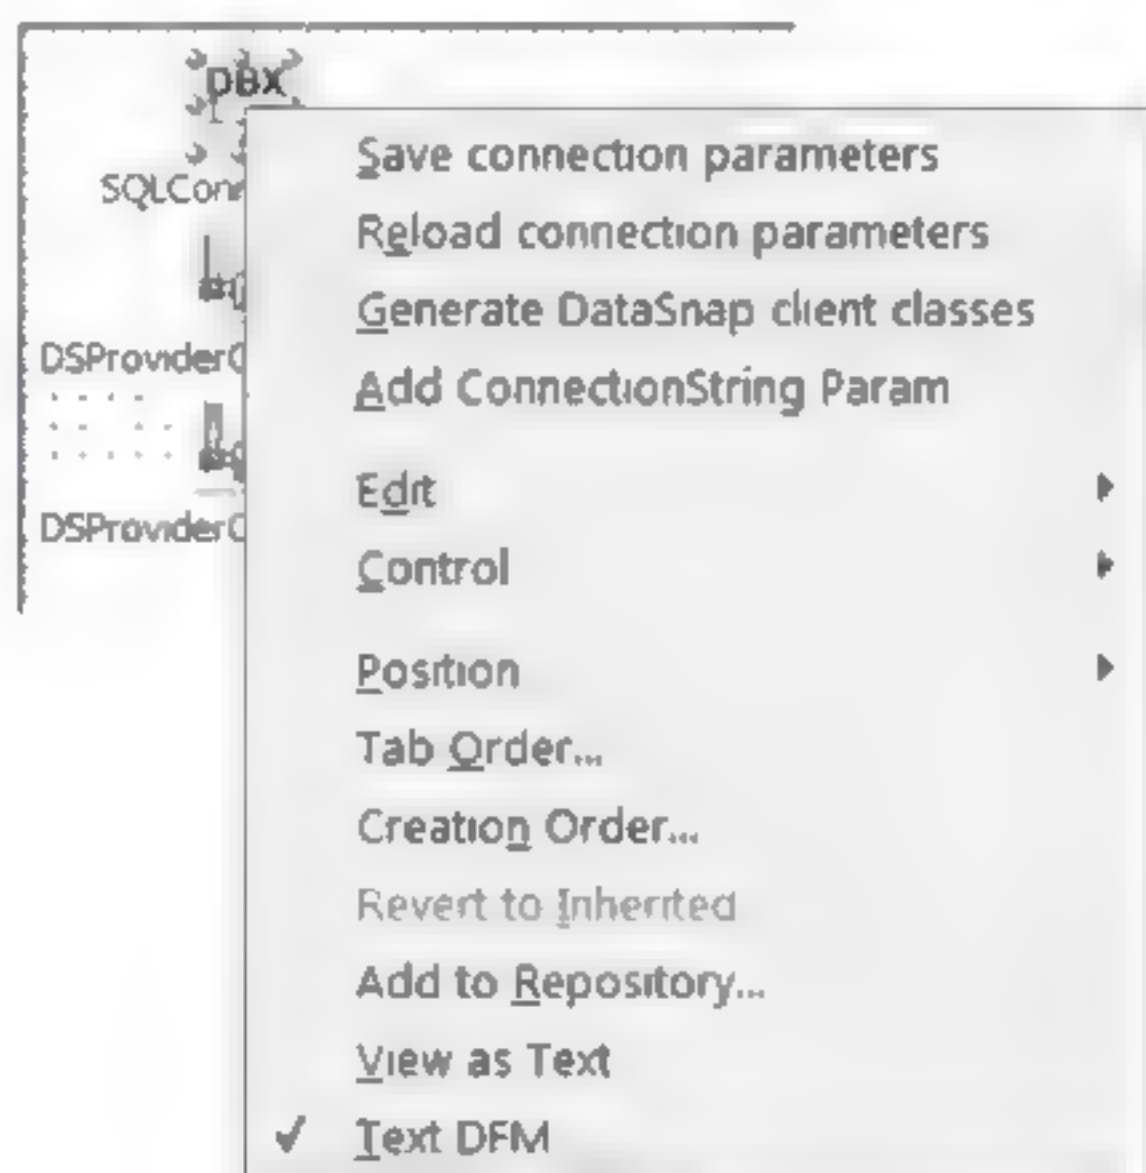 DBX
Save connection parameters
SQLConn
Reload connection parameters
Generate DataSnap client classes
DSProviderC
Add ConnectionString Param
Edit
DSProviderC
Control
Position
Tab Order...
Creation Order...
Revert to Inherited
Add to Repository...
View as Text
Text DFM